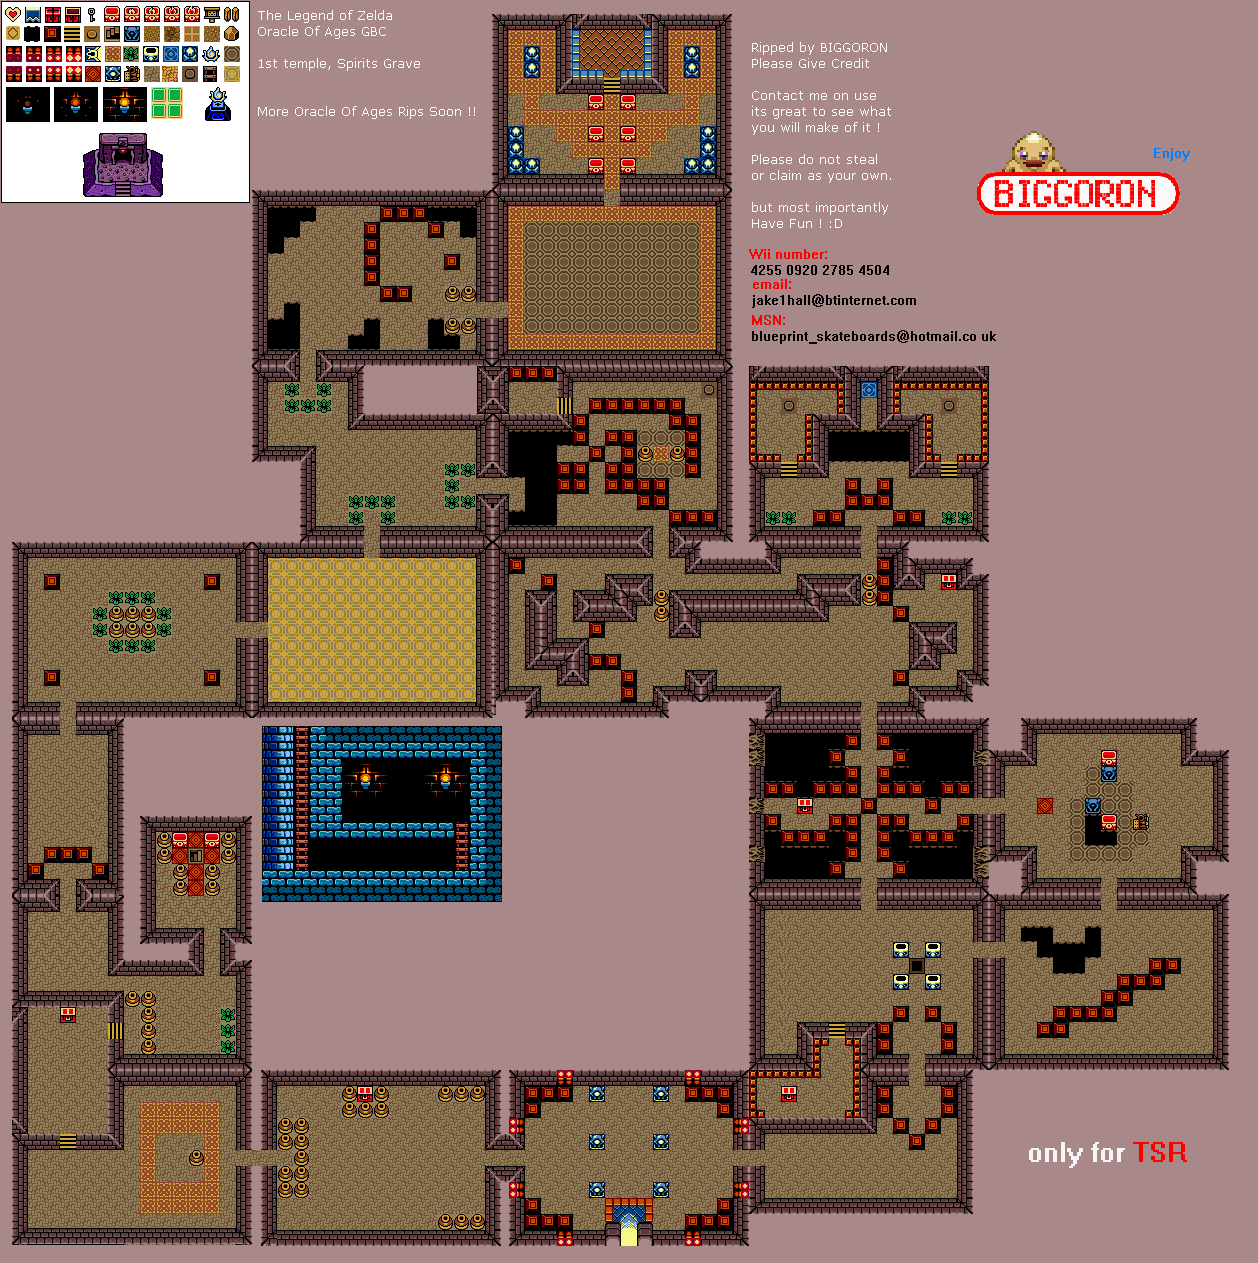 The Legend of Zelda
Oracle Of Ages GBC
1st temple, Spirits Grave
More Oracle Of Ages Rips Soon !!
Ripped by BIGGORON
Please Give Credit
Contact me on use
its great to see what
you will make of it !
Please do not steal
or claim as your own.
but most importantly
Have Fun ! :D
Wii number:
4255 0920 2785 4504
email:
jake1hall@btinternet.com
MSN:
blueprint_skateboards@hotmail.co uk
Enjoy
BIGGORON
only for TSR